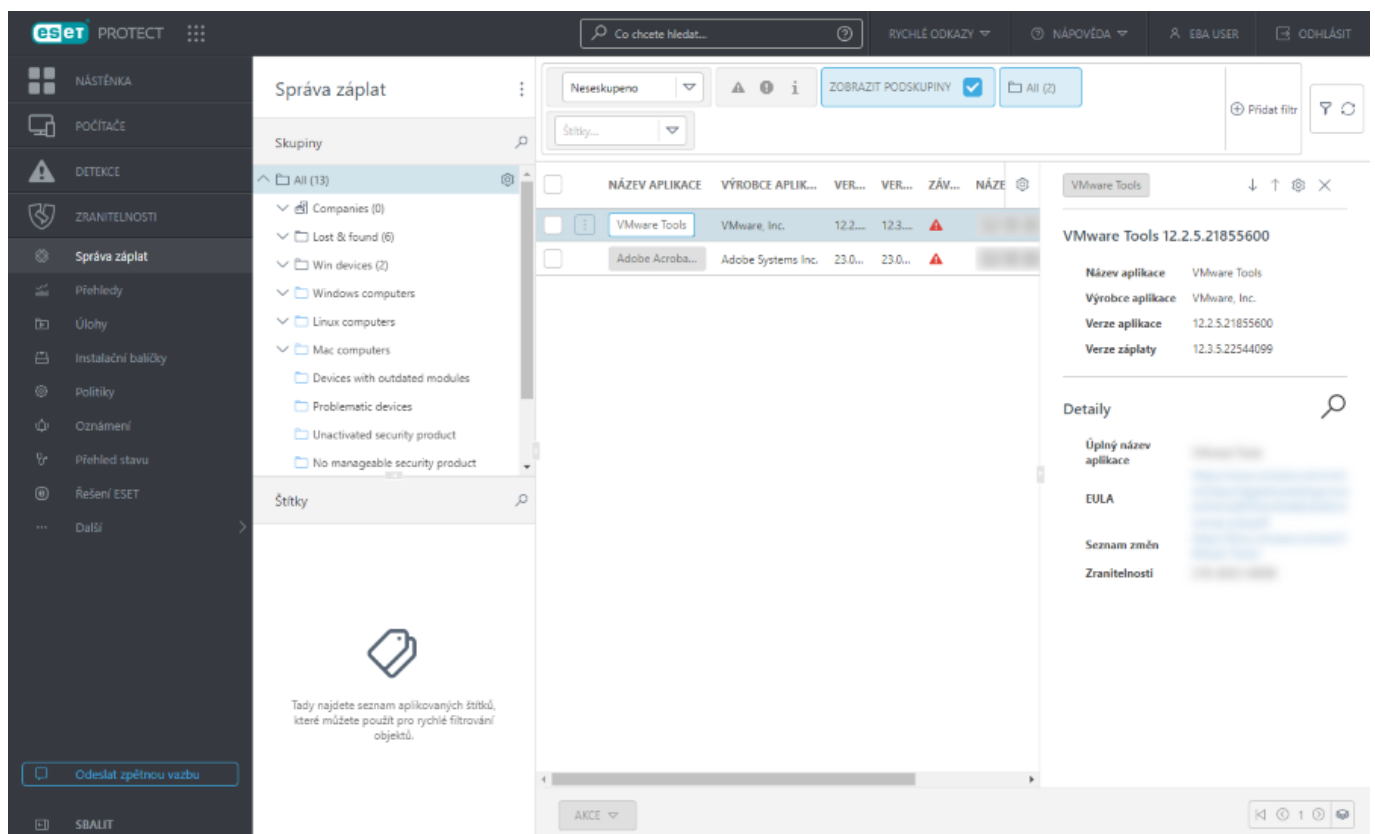 eset PROTECT
Co chcete hledat...
RYCHLÉ ODKAZY
NÁPOVĚDA
EBA USER
ODHLÁSIT
NÁSTĚNKA
POČÍTAČE
DETEKCE
ZRANITELNOSTI
Správa záplat
Přehledy
Úlohy
Instalační balíčky
Politiky
Oznámení
Přehled stavu
Řešení ESET
Další
Odeslat zpětnou vazbu
SBALIT
Správa záplat
Skupiny
All (13)
Companies (0)
Lost & found (6)
Win devices (2)
Windows computers
Linux computers
Mac computers
Devices with outdated modules
Problematic devices
Unactivated security product
No manageable security product
Štítky
Tady najdete seznam aplikovaných štítků,
které můžete použít pro rychlé filtrování
objektů.
Neseskupeno
ZOBRAZIT PODSKUPINY
All (2)
Přidat filtr
Štítky...
NÁZEV APLIKACE VÝROBCE APLIK... VER... VER... ZÁV... NÁZE
VMware Tools VMware, Inc. 12.2... 12.3...
Adobe Acroba... Adobe Systems Inc. 23.0... 23.0...
AKCE
1
VMware Tools
VMware Tools 12.2.5.21855600
Název aplikace VMware Tools
Výrobce aplikace VMware, Inc.
Verze aplikace 12.2.5.21855600
Verze záplaty 12.3.5.22544099
Detaily
Úplný název
aplikace
EULA
Seznam změn
Zranitelnosti